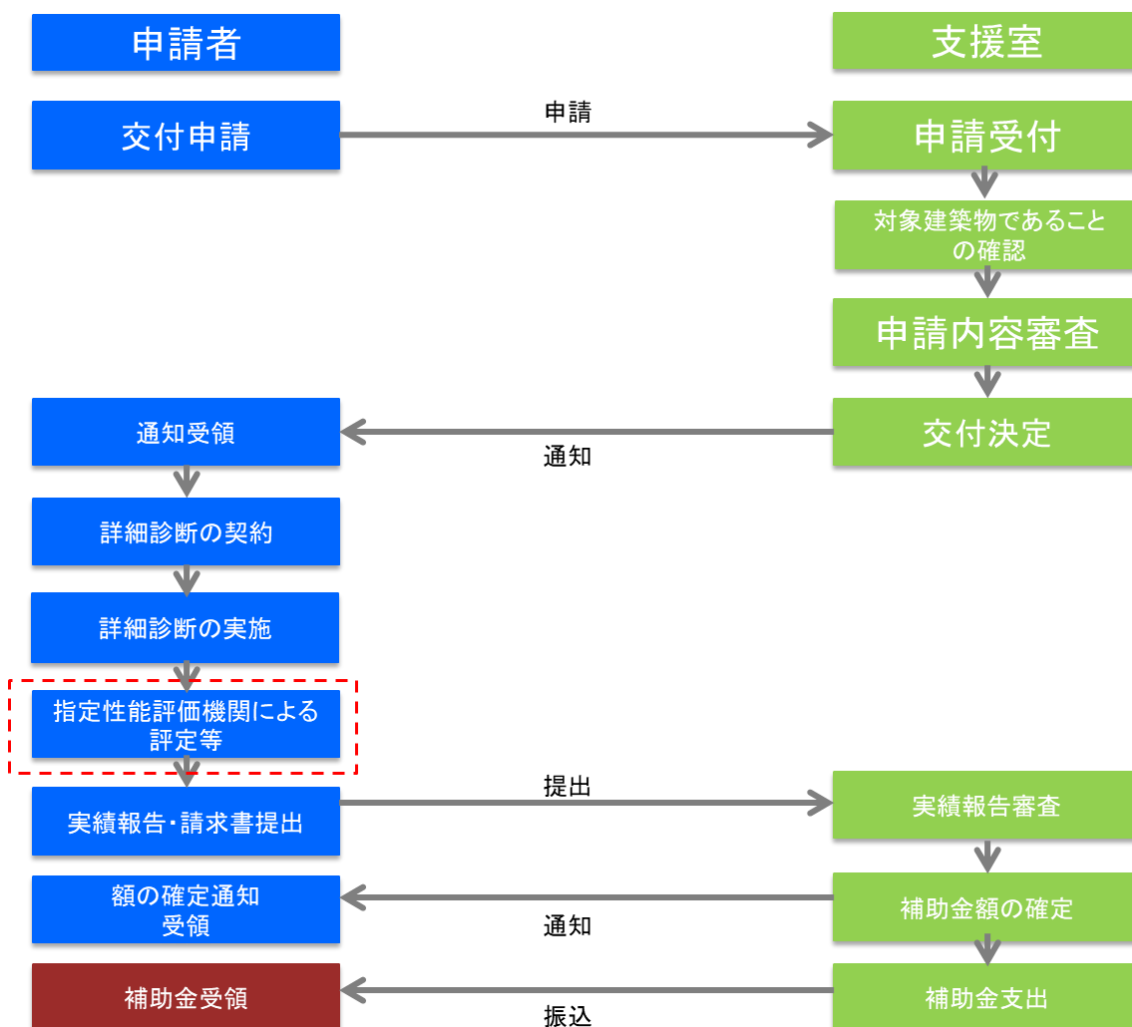 申請者
支援室
交付申請
申請
申請受付
対象建築物であること
の確認
申請内容審査
通知受領
通知
交付決定
詳細診断の契約
詳細診断の実施
指定性能評価機関による
評定等
実績報告・請求書提出
提出
実績報告審査
額の確定通知
受領
通知
補助金額の確定
補助金受領
振込
補助金支出